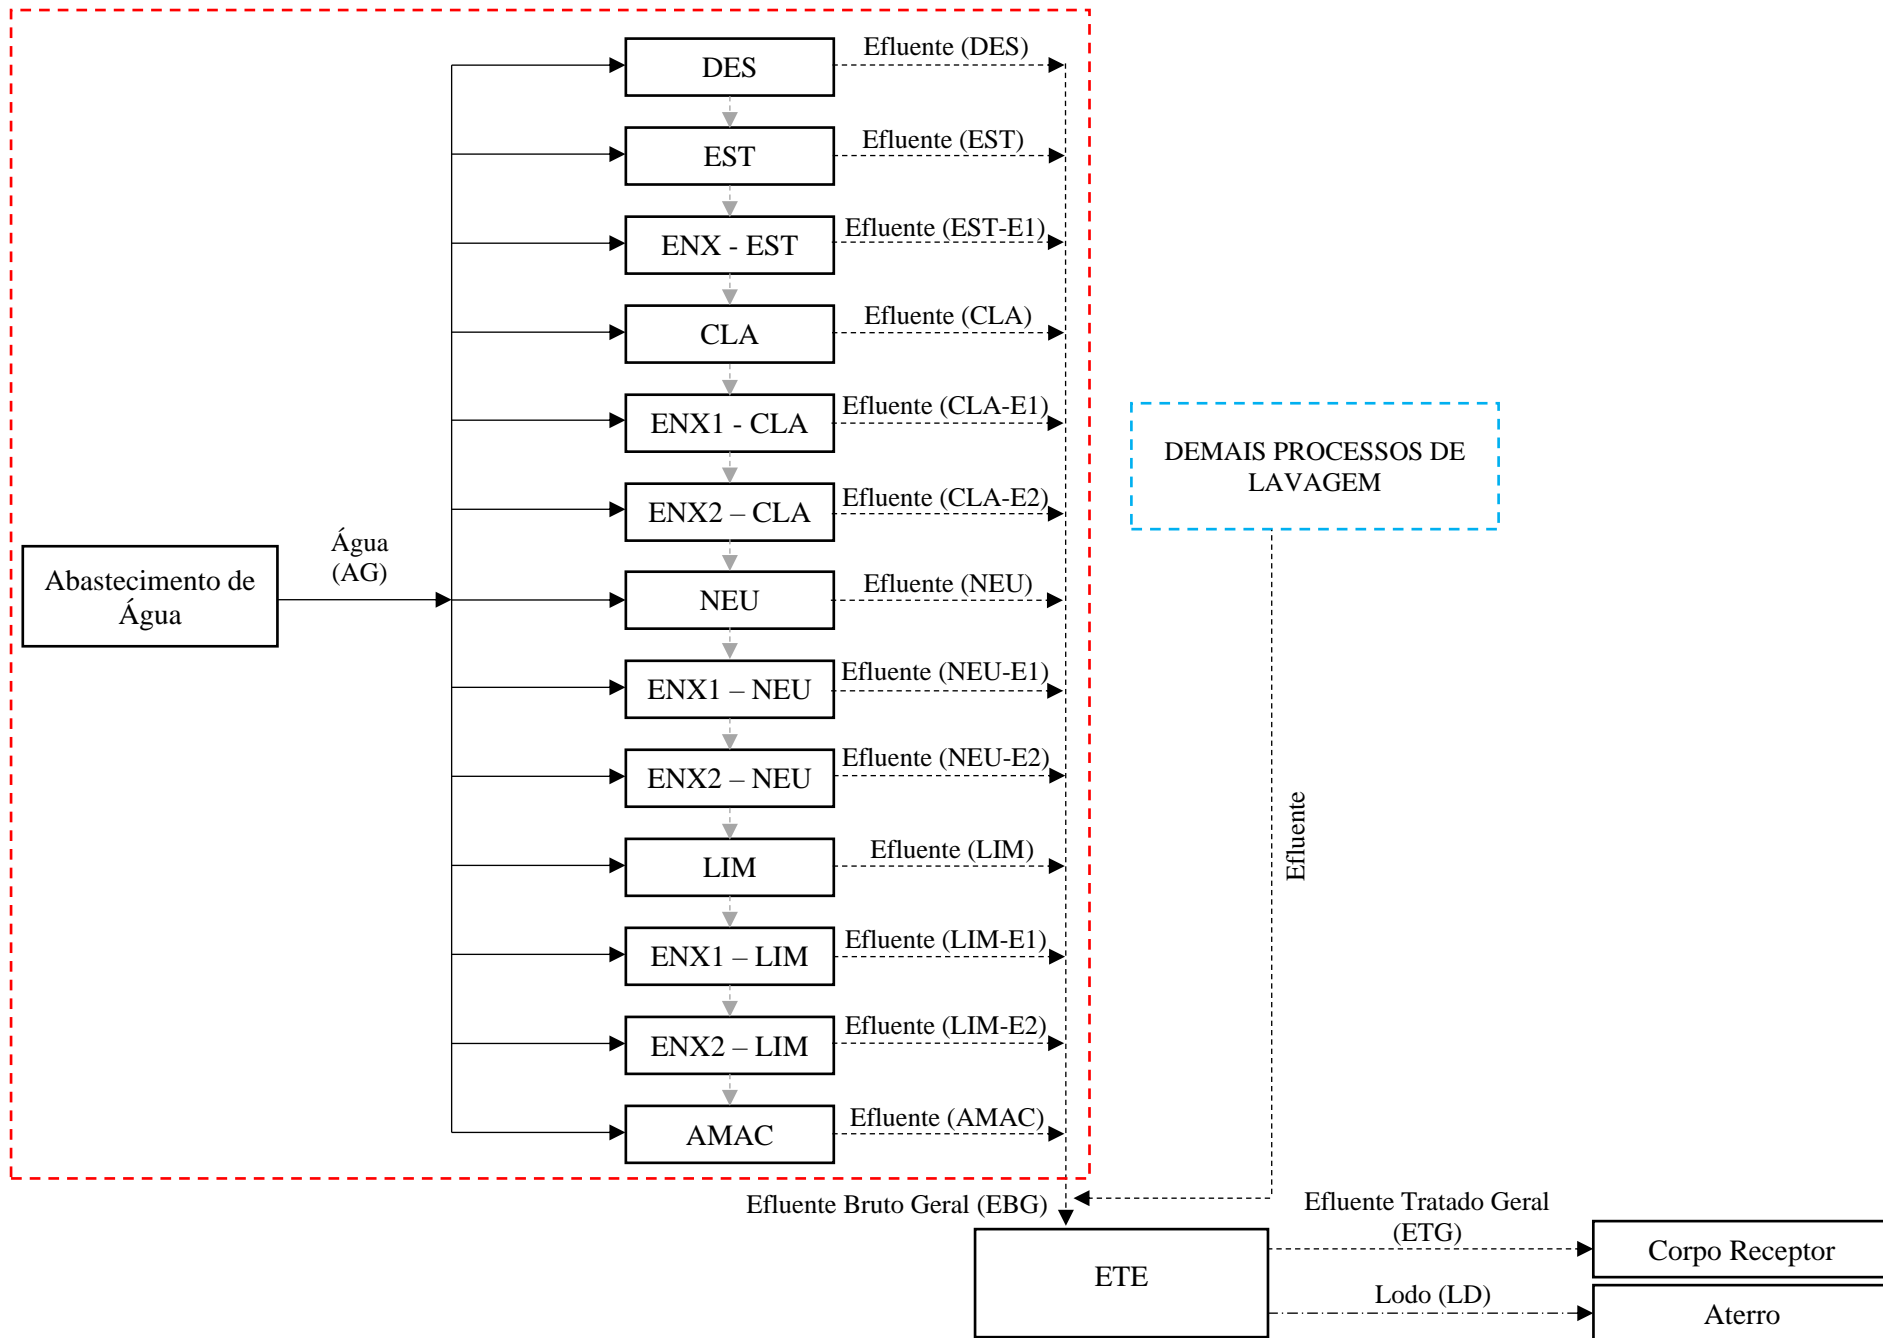 DES
Efluente (DES)
EST
Efluente (EST)
ENX - EST
Efluente (EST-E1)
CLA
Efluente (CLA)
ENX1 - CLA
Efluente (CLA-E1)
ENX2 – CLA
Efluente (CLA-E2)
DEMAIS PROCESSOS DE
LAVAGEM
Abastecimento de
Água
Água
(AG)
NEU
Efluente (NEU)
ENX1 – NEU
Efluente (NEU-E1)
ENX2 – NEU
Efluente (NEU-E2)
LIM
Efluente (LIM)
Efluente
ENX1 – LIM
Efluente (LIM-E1)
ENX2 – LIM
Efluente (LIM-E2)
AMAC
Efluente (AMAC)
Efluente Bruto Geral (EBG)
ETE
Efluente Tratado Geral
(ETG)
Corpo Receptor
Lodo (LD)
Aterro